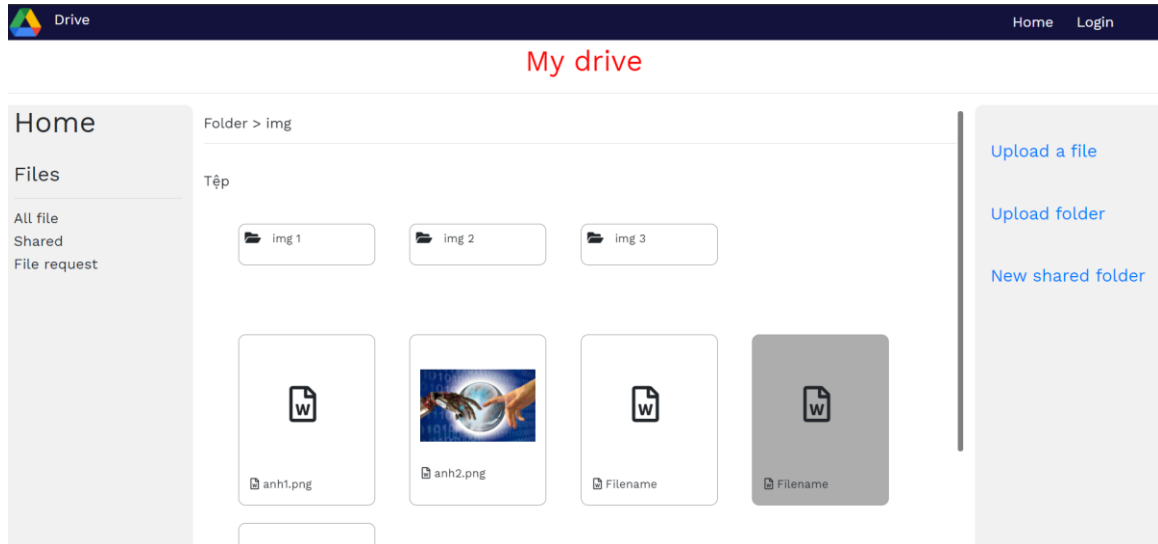 Drive
Home
Login
My drive
Home
Files
All file
Shared
File request
Folder > img
Tệp
img 1
img 2
img 3
anh1.png
anh2.png
Filename
Filename
Upload a file
Upload folder
New shared folder